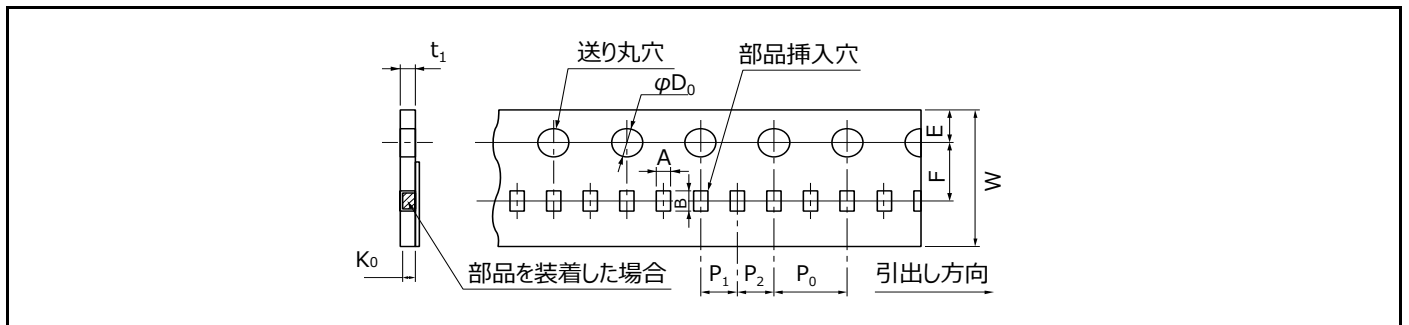 t₁
送り丸穴
部品挿入穴
φD₀
A
B
E
F
W
K₀
部品を装着した場合
P₁
P₂
P₀
引出し方向